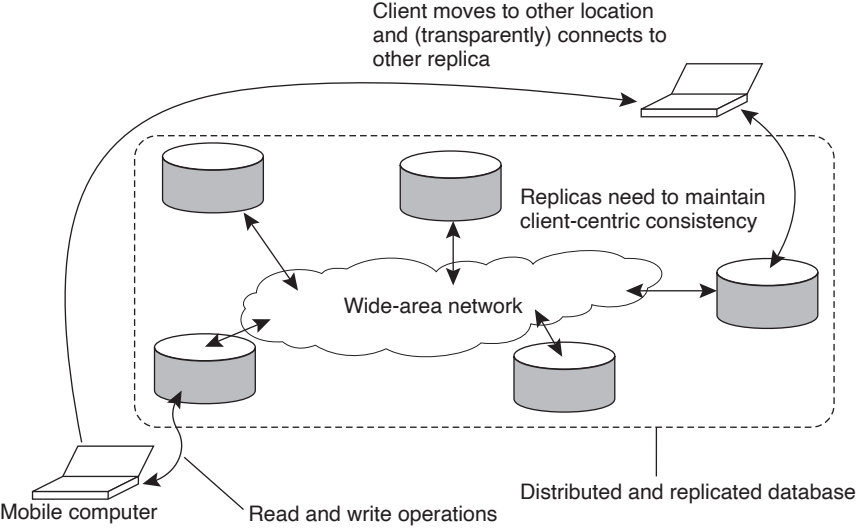 Client moves to other location
and (transparently) connects to
other replica
Replicas need to maintain
client-centric consistency
Wide-area network
Distributed and replicated database
Mobile computer
Read and write operations